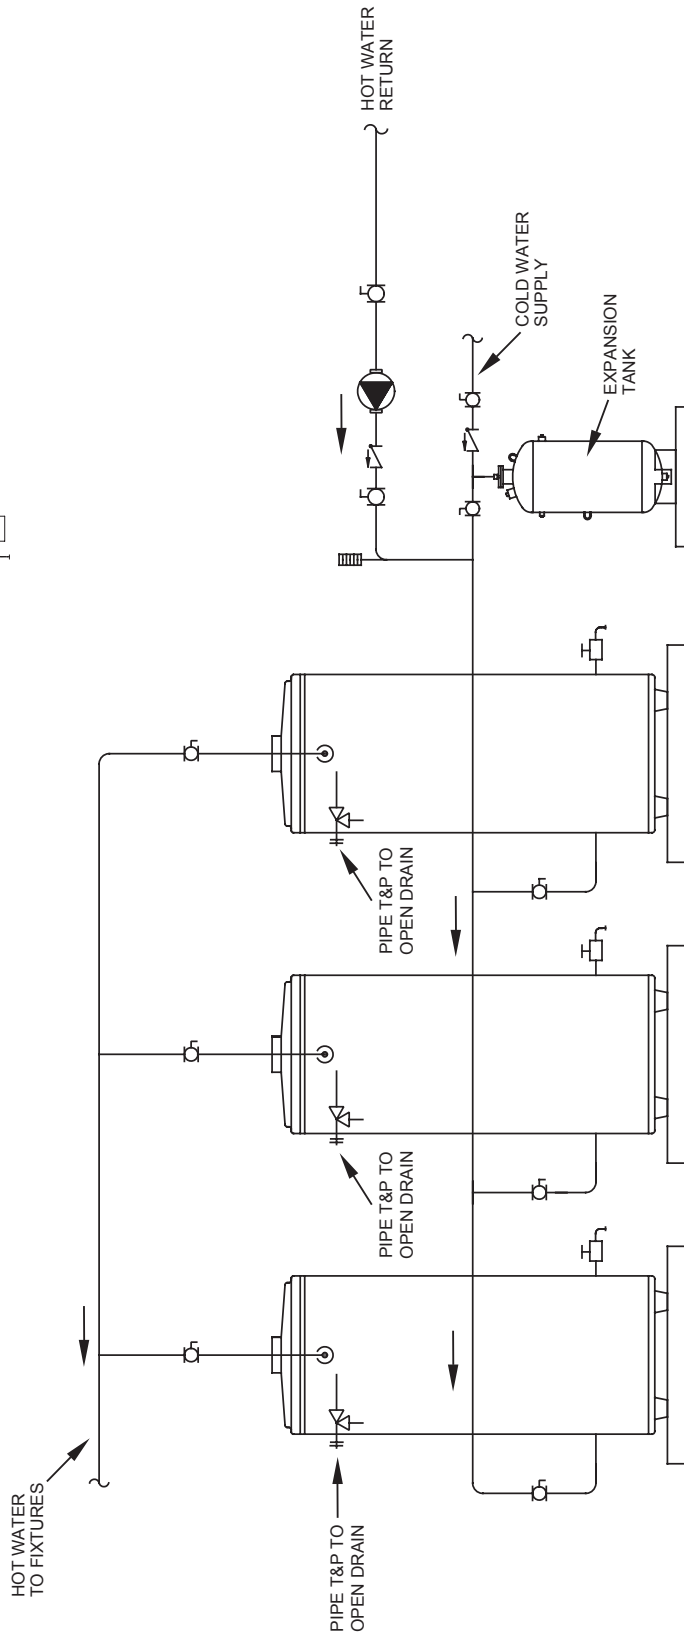 HOT WATER
TO FIXTURES
PIPE T&P TO
OPEN DRAIN
PIPE T&P TO
OPEN DRAIN
PIPE T&P TO
OPEN DRAIN
HOT WATER
RETURN
COLD WATER
SUPPLY
EXPANSION
TANK